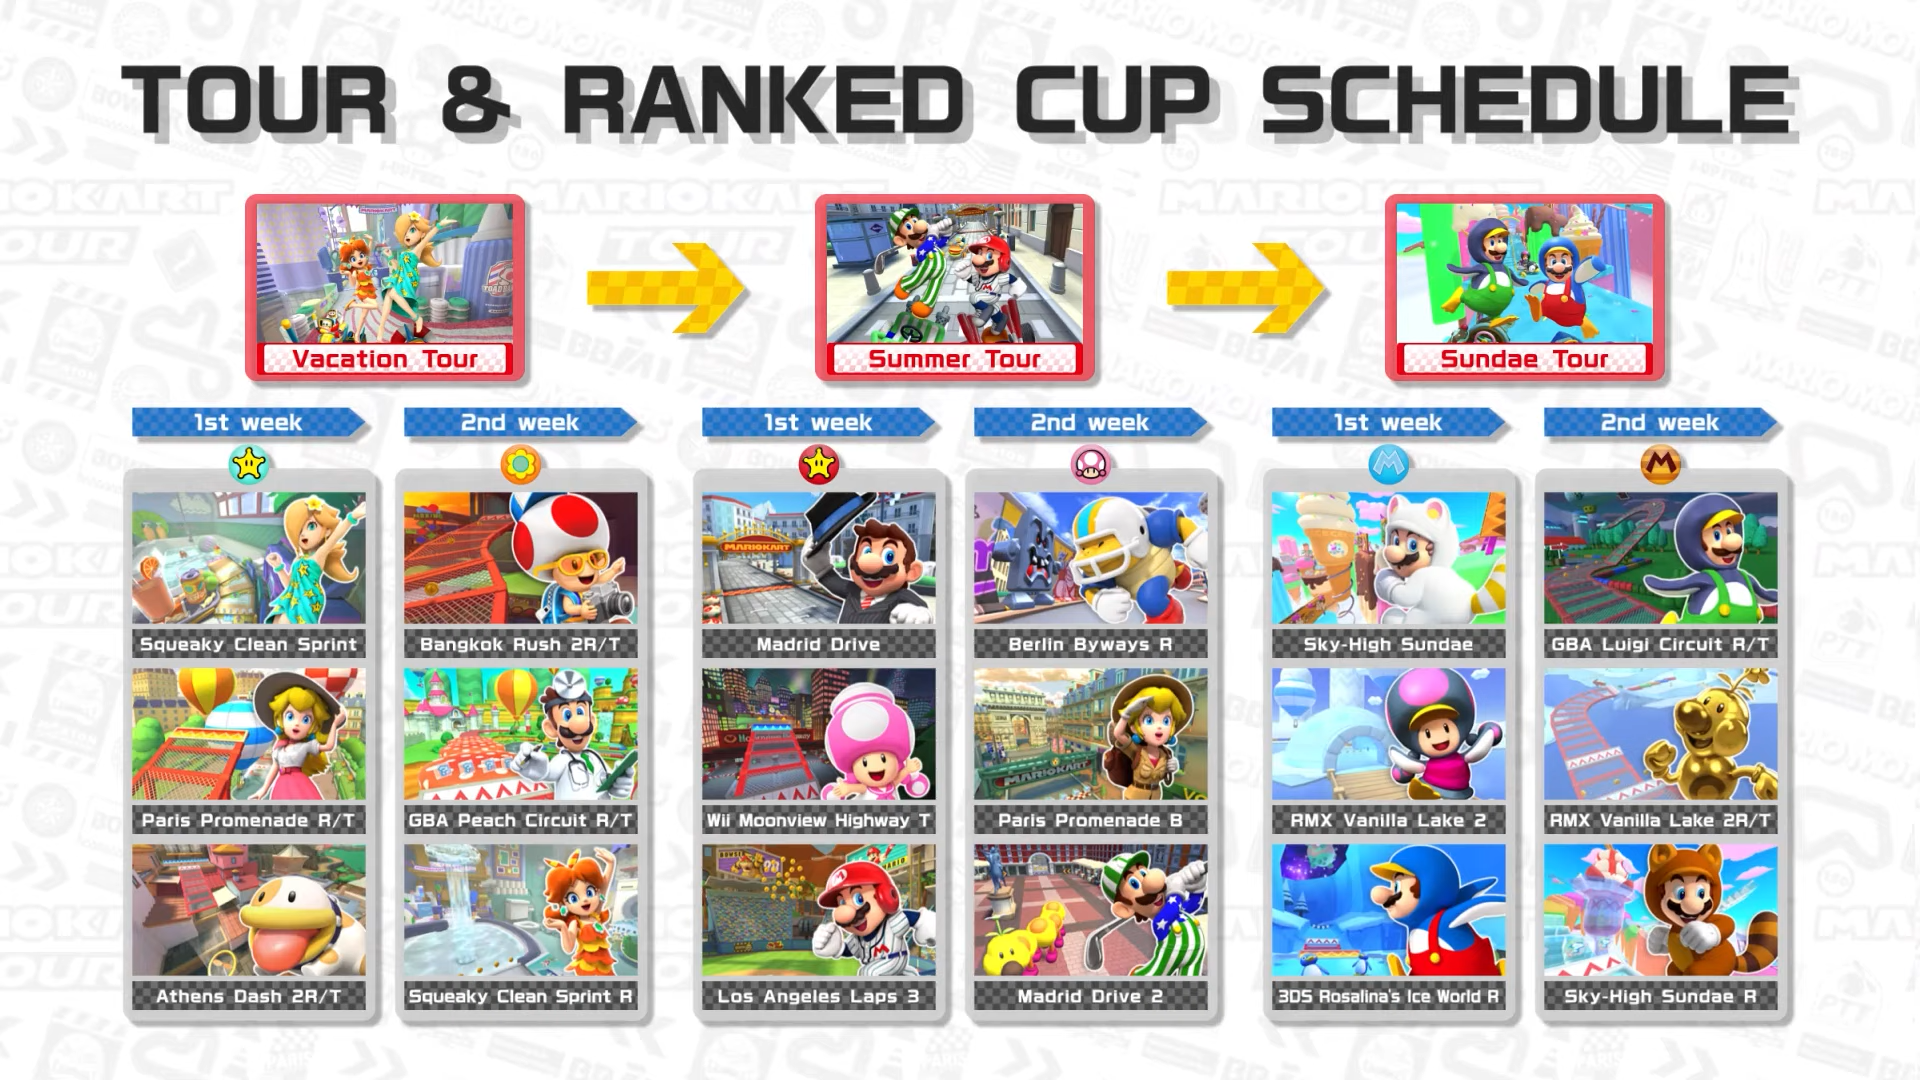 TOUR & RANKED CUP SCHEDULE
Vacation Tour
Summer Tour
Sundae Tour
1st week
2nd week
1st week
2nd week
1st week
2nd week
MARIOKART
Squeaky Clean Sprint
Bangkok Rush 2R/T
Madrid Drive
Berlin Byways R
Sky-High Sundae
GBA Luigi Circuit R/T
MARIOKART
Paris Promenade R/T
GBA Peach Circuit R/T
Wii Moonview Highway T
Paris Promenade B
RMX Vanilla Lake 2
RMX Vanilla Lake 2R/T
Athens Dash 2R/T
Squeaky Clean Sprint R
Los Angeles Laps 3
Madrid Drive 2
3DS Rosalina's Ice World R
Sky-High Sundae R